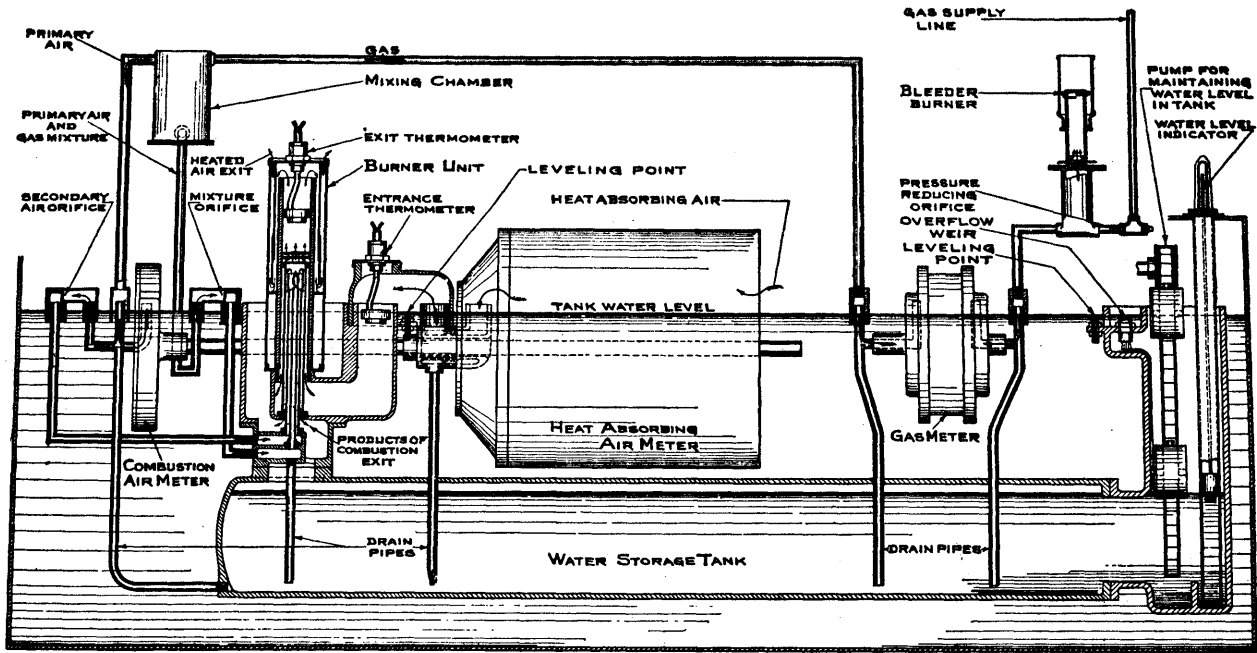 PRIMARY
AIR
GAS
MIXING CHAMBER
PRIMARY AIR
AND
GAS MIXTURE
HEATED
AIR EXIT
EXIT THERMOMETER
BURNER UNIT
SECONDARY
AIR ORIFICE
MIXTURE
ORIFICE
ENTRANCE
THERMOMETER
LEVELING POINT
HEAT ABSORBING AIR
GAS SUPPLY
LINE
BLEEDER
BURNER
PUMP FOR
MAINTAINING
WATER LEVEL
IN TANK
WATER LEVEL
INDICATOR
PRESSURE
REDUCING
ORIFICE
OVERFLOW
WEIR
LEVELING
POINT
TANK WATER LEVEL
HEAT ABSORBING
AIR METER
GAS METER
COMBUSTION
AIR METER
PRODUCTS OF
COMBUSTION
EXIT
DRAIN
PIPES
WATER STORAGE TANK
DRAIN PIPES